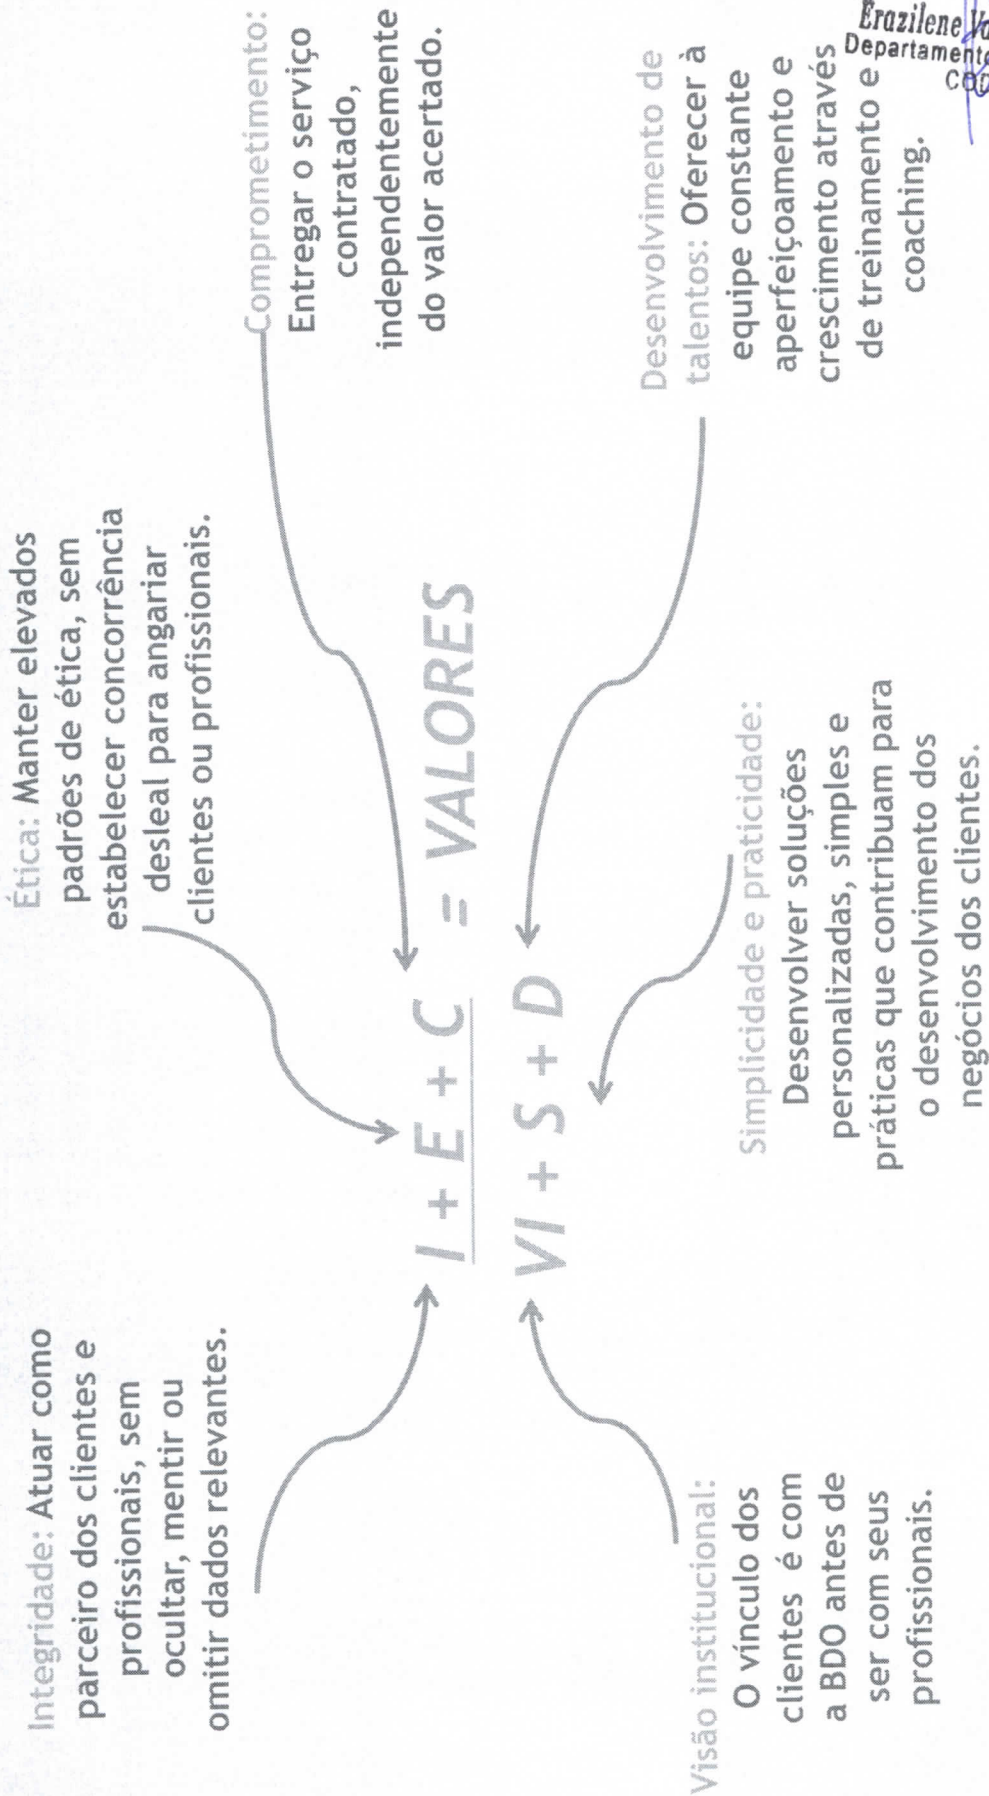 Integridade: Atuar como
parceiro dos clientes e
profissionais, sem
ocultar, mentir ou
omitir dados relevantes.
Ética: Manter elevados
padrões de ética, sem
estabelecer concorrência
desleal para angariar
clientes ou profissionais.
Comprometimento:
Entregar o serviço
contratado,
independentemente
do valor acertado.
I + E + C
= VALORES
VI + S + D
Visão institucional:
O vínculo dos
clientes é com
a BDO antes de
ser com seus
profissionais.
Simplicidade e praticidade:
Desenvolver soluções
personalizadas, simples e
práticas que contribuam para
o desenvolvimento dos
negócios dos clientes.
Desenvolvimento de
talentos: Oferecer à
equipe constante
aperfeiçoamento e
crescimento através
de treinamento e
coaching.
Erazilene
Departamento